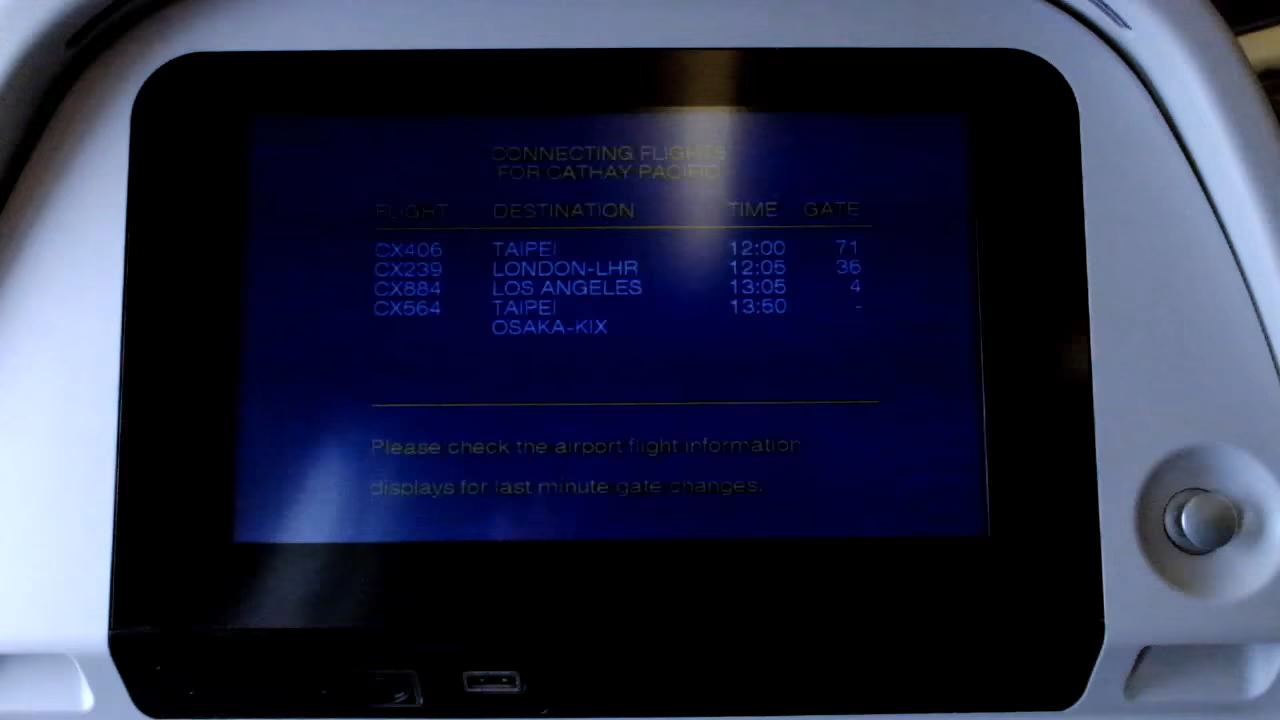 CONNECTING FLIGHTS
FOR CATHAY PACIFIC
FLIGHT DESTINATION TIME GATE
CX406 TAIPEI 12:00 71
CX239 LONDON-LHR 12:05 36
CX884 LOS ANGELES 13:05 4
CX564 TAIPEI 13:50 -
OSAKA-KIX
Please check the airport flight information
displays for last minute gate changes.